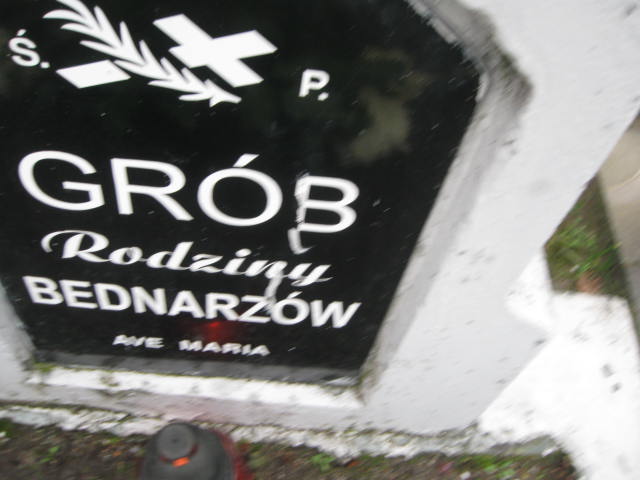 Ś. P.
GRÓB
Rodziny
BEDNARZÓW
AVE MARIA